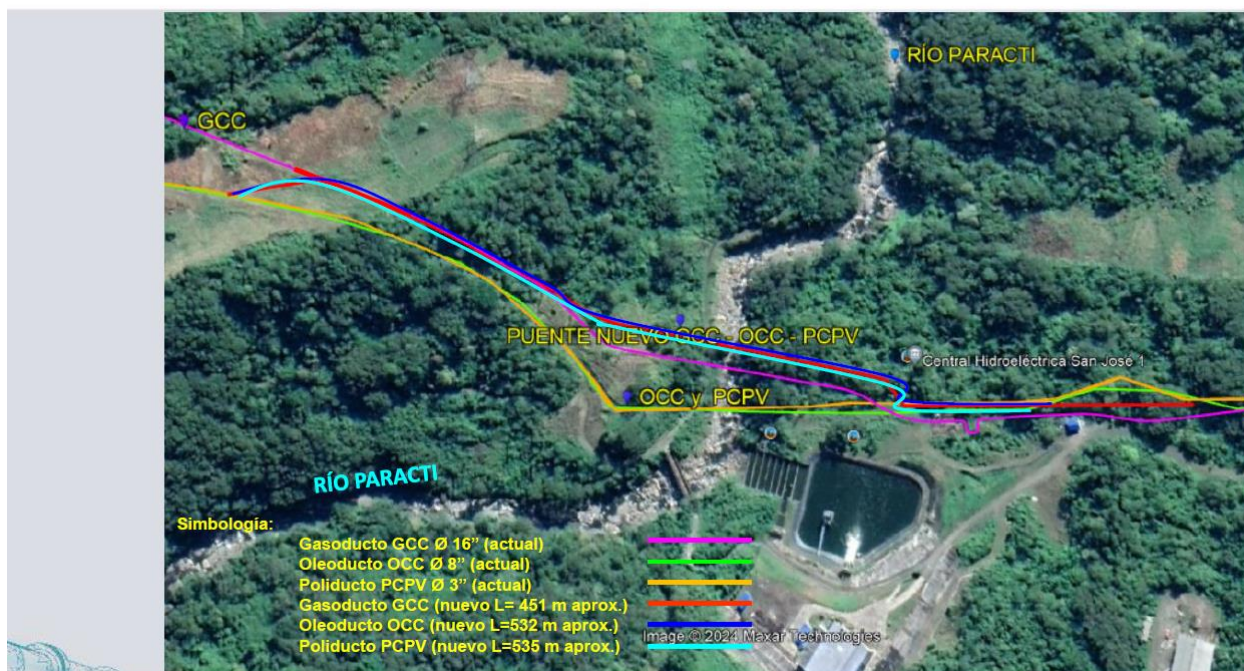 RÍO PARACTI
GCC
PUENTE NUEVO GCC - OCC - PCPV
Central Hidroeléctrica San José 1
OCC y PCPV
RÍO PARACTI
Simbología:
Gasoducto GCC Ø 16” (actual)
Oleoducto OCC Ø 8” (actual)
Poliducto PCPV Ø 3” (actual)
Gasoducto GCC (nuevo L= 451 m aprox.)
Oleoducto OCC (nuevo L=532 m aprox.)
Poliducto PCPV (nuevo L=535 m aprox.)
Image © 2024 Maxar Technologies